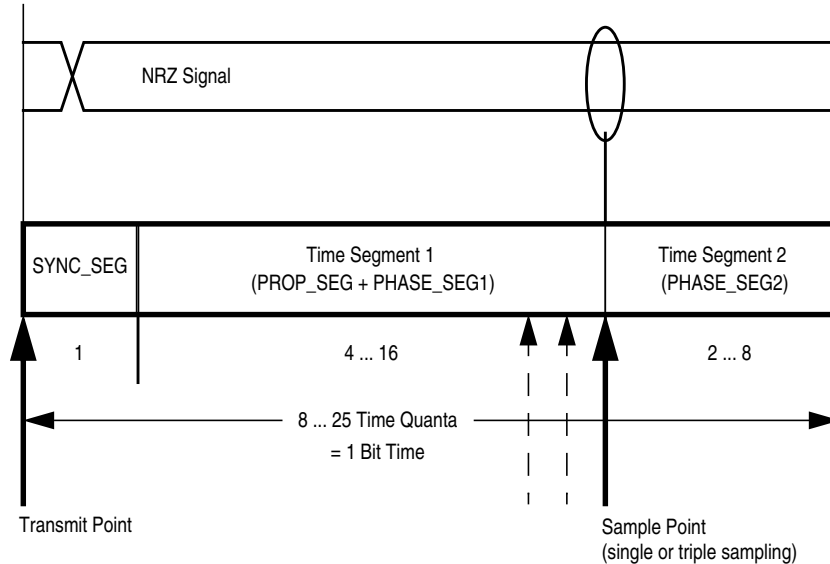 NRZ Signal
SYNC_SEG
Time Segment 1
(PROP_SEG + PHASE_SEG1)
Time Segment 2
(PHASE_SEG2)
1
4 ... 16
2 ... 8
8 ... 25 Time Quanta
= 1 Bit Time
Transmit Point
Sample Point
(single or triple sampling)